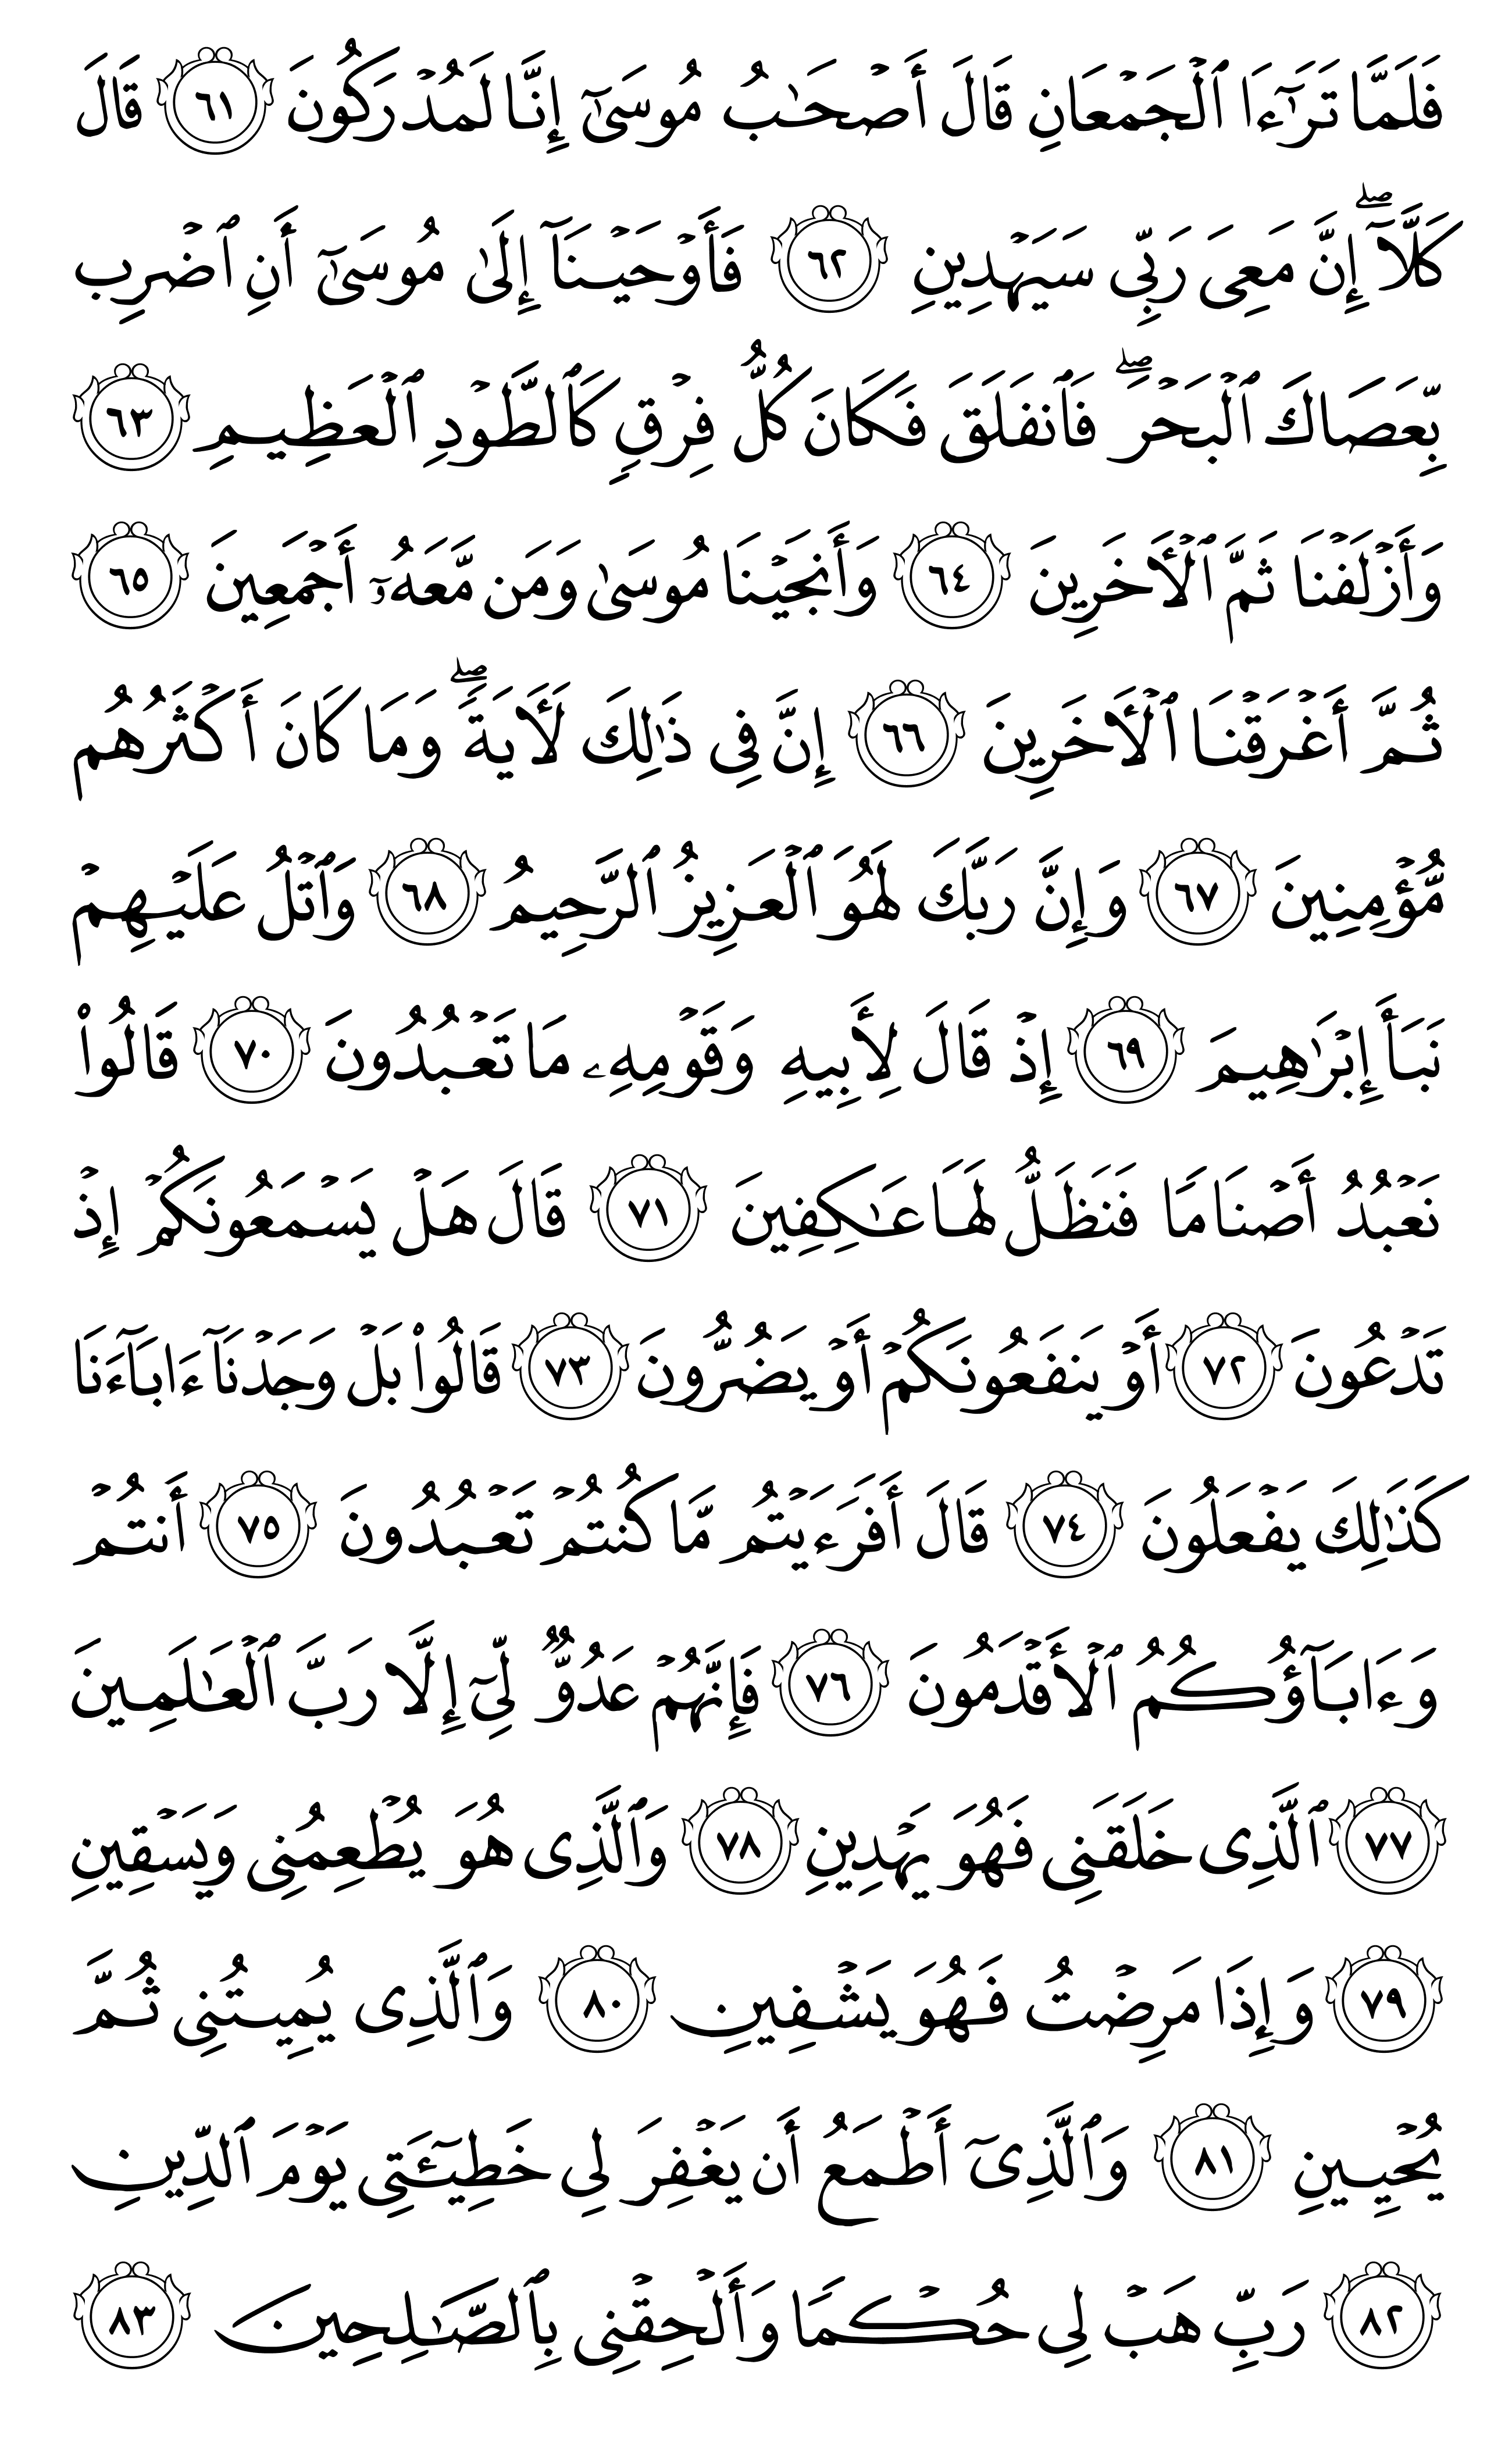 فَلَمَّا تَرَٰٓءَا ٱلۡجَمۡعَانِ قَالَ أَصۡحَٰبُ مُوسَىٰٓ إِنَّا لَمُدۡرَكُونَ ٦١ قَالَ
كَلَّآۖ إِنَّ مَعِيَ رَبِّي سَيَهۡدِينِ ٦٢ فَأَوۡحَيۡنَآ إِلَىٰ مُوسَىٰٓ أَنِ ٱضۡرِب
بِّعَصَاكَ ٱلۡبَحۡرَۖ فَٱنفَلَقَ فَكَانَ كُلُّ فِرۡقٖ كَٱلطَّوۡدِ ٱلۡعَظِيمِ ٦٣
وَأَزۡلَفۡنَا ثَمَّ ٱلۡأٓخَرِينَ ٦٤ وَأَنجَيۡنَا مُوسَىٰ وَمَن مَّعَهُۥٓ أَجۡمَعِينَ ٦٥
ثُمَّ أَغۡرَقۡنَا ٱلۡأٓخَرِينَ ٦٦ إِنَّ فِي ذَٰلِكَ لَأٓيَةٗۖ وَمَا كَانَ أَكۡثَرُهُم
مُّؤۡمِنِينَ ٦٧ وَإِنَّ رَبَّكَ لَهُوَ ٱلۡعَزِيزُ ٱلرَّحِيمُ ٦٨ وَٱتۡلُ عَلَيۡهِمۡ
نَبَأَ إِبۡرَٰهِيمَ ٦٩ إِذۡ قَالَ لِأَبِيهِ وَقَوۡمِهِۦ مَا تَعۡبُدُونَ ٧٠ قَالُواْ
نَعۡبُدُ أَصۡنَامٗا فَنَظَلُّ لَهَا عَٰكِفِينَ ٧١ قَالَ هَلۡ يَسۡمَعُونَكُمۡ إِذۡ
تَدۡعُونَ ٧٢ أَوۡ يَنفَعُونَكُمۡ أَوۡ يَضُرُّونَ ٧٣ قَالُواْ بَلۡ وَجَدۡنَآ ءَابَآءَنَا
كَذَٰلِكَ يَفۡعَلُونَ ٧٤ قَالَ أَفَرَءَيۡتُم مَّا كُنتُمۡ تَعۡبُدُونَ ٧٥ أَنتُمۡ
وَءَابَآؤُكُمُ ٱلۡأَقۡدَمُونَ ٧٦ فَإِنَّهُمۡ عَدُوّٞ لِّيٓ إِلَّا رَبَّ ٱلۡعَٰلَمِينَ
٧٧ ٱلَّذِي خَلَقَنِي فَهُوَ يَهۡدِينِ ٧٨ وَٱلَّذِي هُوَ يُطۡعِمُنِي وَيَسۡقِينِ
٧٩ وَإِذَا مَرِضۡتُ فَهُوَ يَشۡفِينِ ٨٠ وَٱلَّذِي يُمِيتُنِي ثُمَّ
يُحۡيِينِ ٨١ وَٱلَّذِيٓ أَطۡمَعُ أَن يَغۡفِرَ لِي خَطِيٓـَٔتِي يَوۡمَ ٱلدِّينِ
٨٢ رَبِّ هَبۡ لِي حُكۡمٗا وَأَلۡحِقۡنِي بِٱلصَّٰلِحِينَ ٨٣